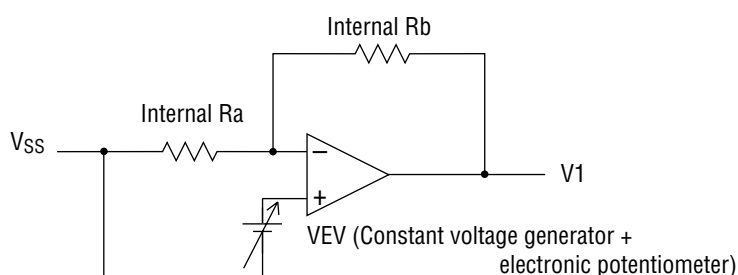 Internal Rb
Internal Ra
VSS
−
+
V1
VEV (Constant voltage generator +
electronic potentiometer)